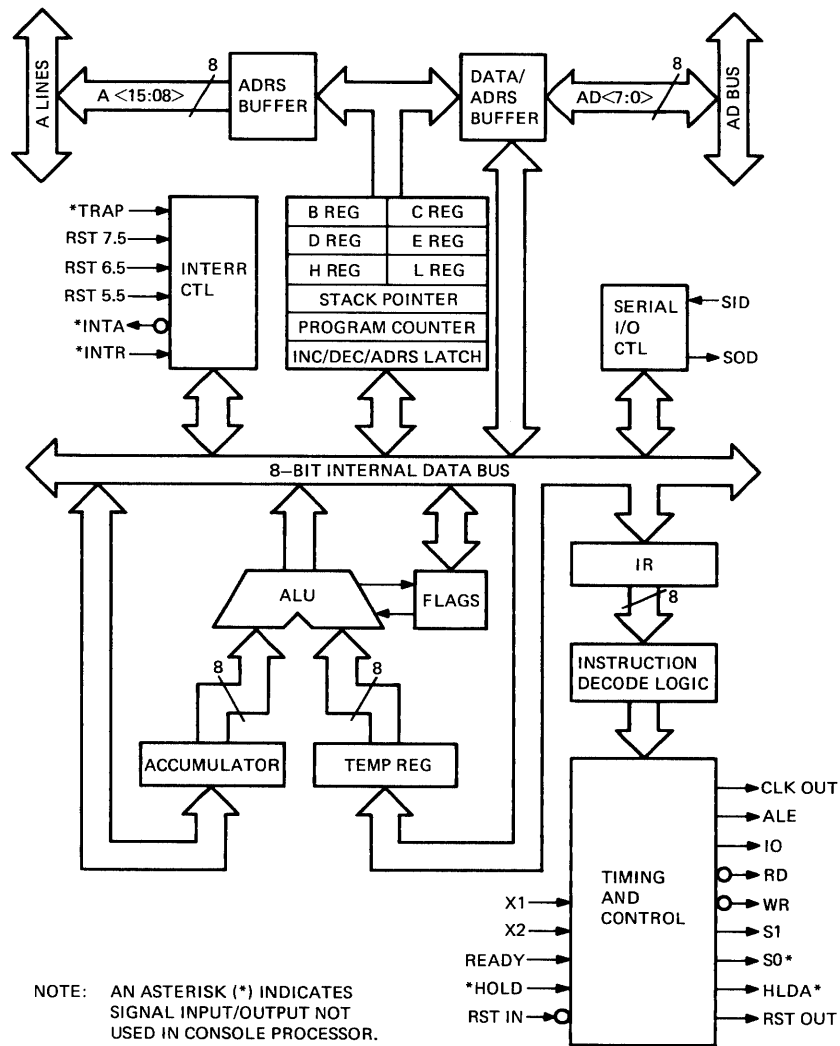 A LINES
A <15:08>
8
ADRS
BUFFER
DATA/
ADRS
BUFFER
AD<7:0>
8
AD BUS
*TRAP
RST 7.5
RST 6.5
RST 5.5
*INTA
*INTR
INTERR
CTL
B REG
C REG
D REG
E REG
H REG
L REG
STACK POINTER
PROGRAM COUNTER
INC/DEC/ADRS LATCH
SERIAL
I/O
CTL
SID
SOD
8-BIT INTERNAL DATA BUS
ALU
FLAGS
IR
8
INSTRUCTION
DECODE LOGIC
8
8
ACCUMULATOR
TEMP REG
TIMING
AND
CONTROL
X1
X2
READY
*HOLD
RST IN
CLK OUT
ALE
IO
RD
WR
S1
S0*
HLDA*
RST OUT
NOTE: AN ASTERISK (*) INDICATES
SIGNAL INPUT/OUTPUT NOT
USED IN CONSOLE PROCESSOR.